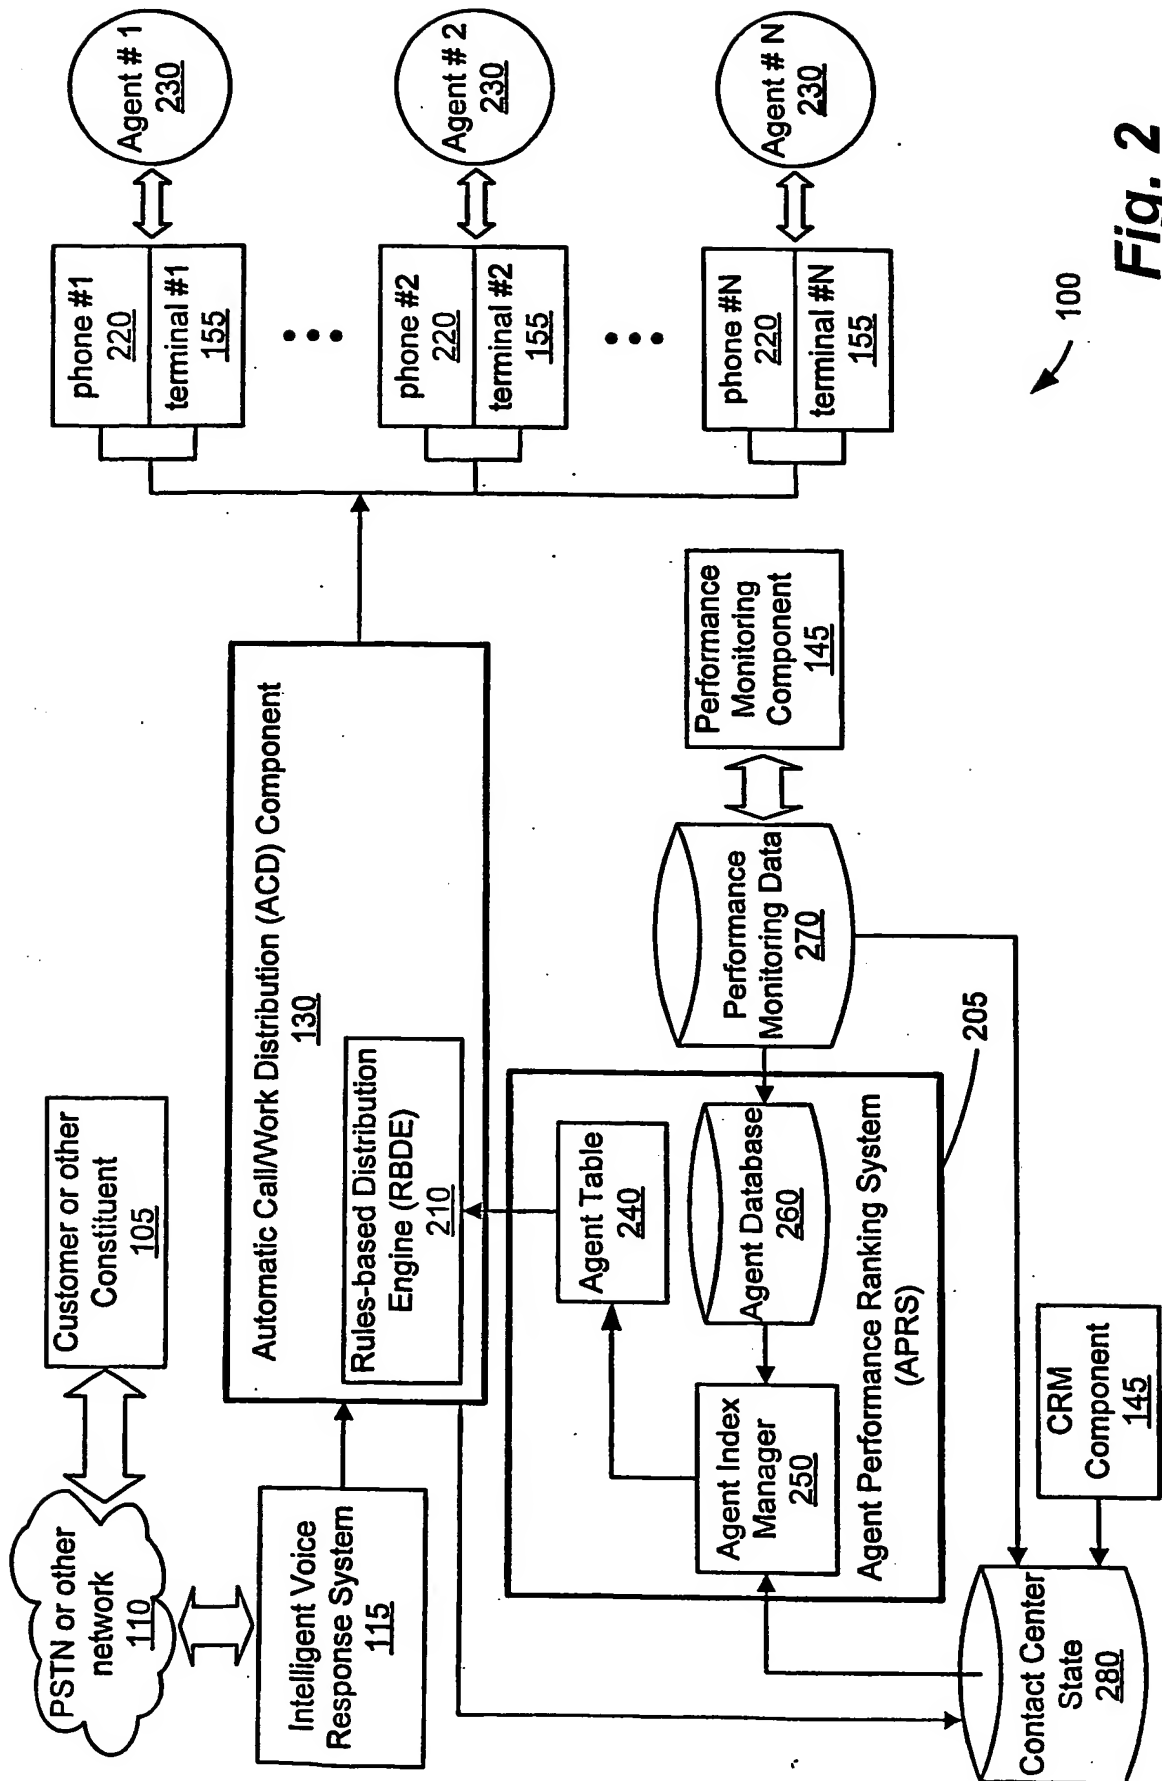 PSTN or other
network
110
Customer or other
Constituent
105
Intelligent Voice
Response System
115
Automatic Call/Work Distribution (ACD) Component
130
Rules-based Distribution
Engine (RBDE)
210
phone #1
220
terminal #1
155
Agent # 1
230
phone #2
220
terminal #2
155
Agent # 2
230
phone #N
220
terminal #N
155
Agent # N
230
Agent Table
240
Agent Index
Manager
250
Agent Database
260
Agent Performance Ranking System
(APRS)
205
Performance
Monitoring Data
270
Performance
Monitoring
Component
145
Contact Center
State
280
CRM
Component
145
100
Fig. 2